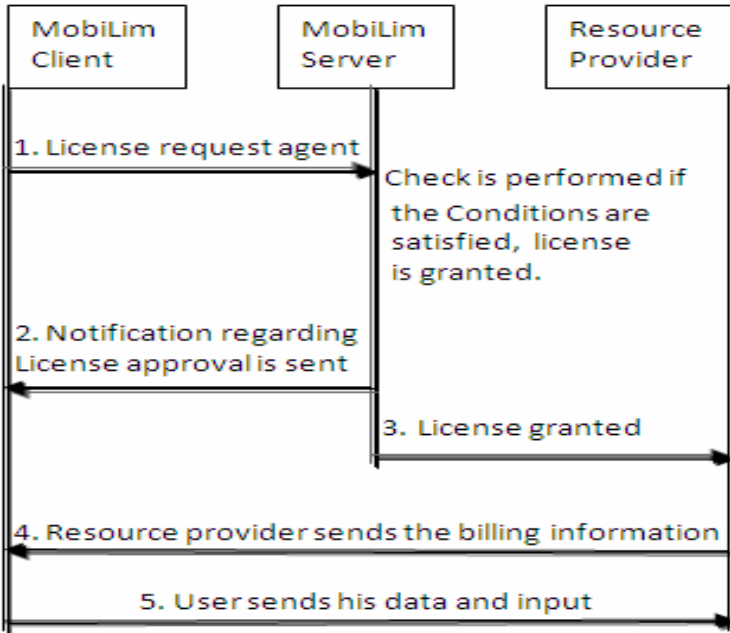 MobiLim
Client
MobiLim
Server
Resource
Provider
1. License request agent
Check is performed if
the Conditions are
satisfied, license
is granted.
2. Notification regarding
License approval is sent
3. License granted
4. Resource provider sends the billing information
5. User sends his data and input